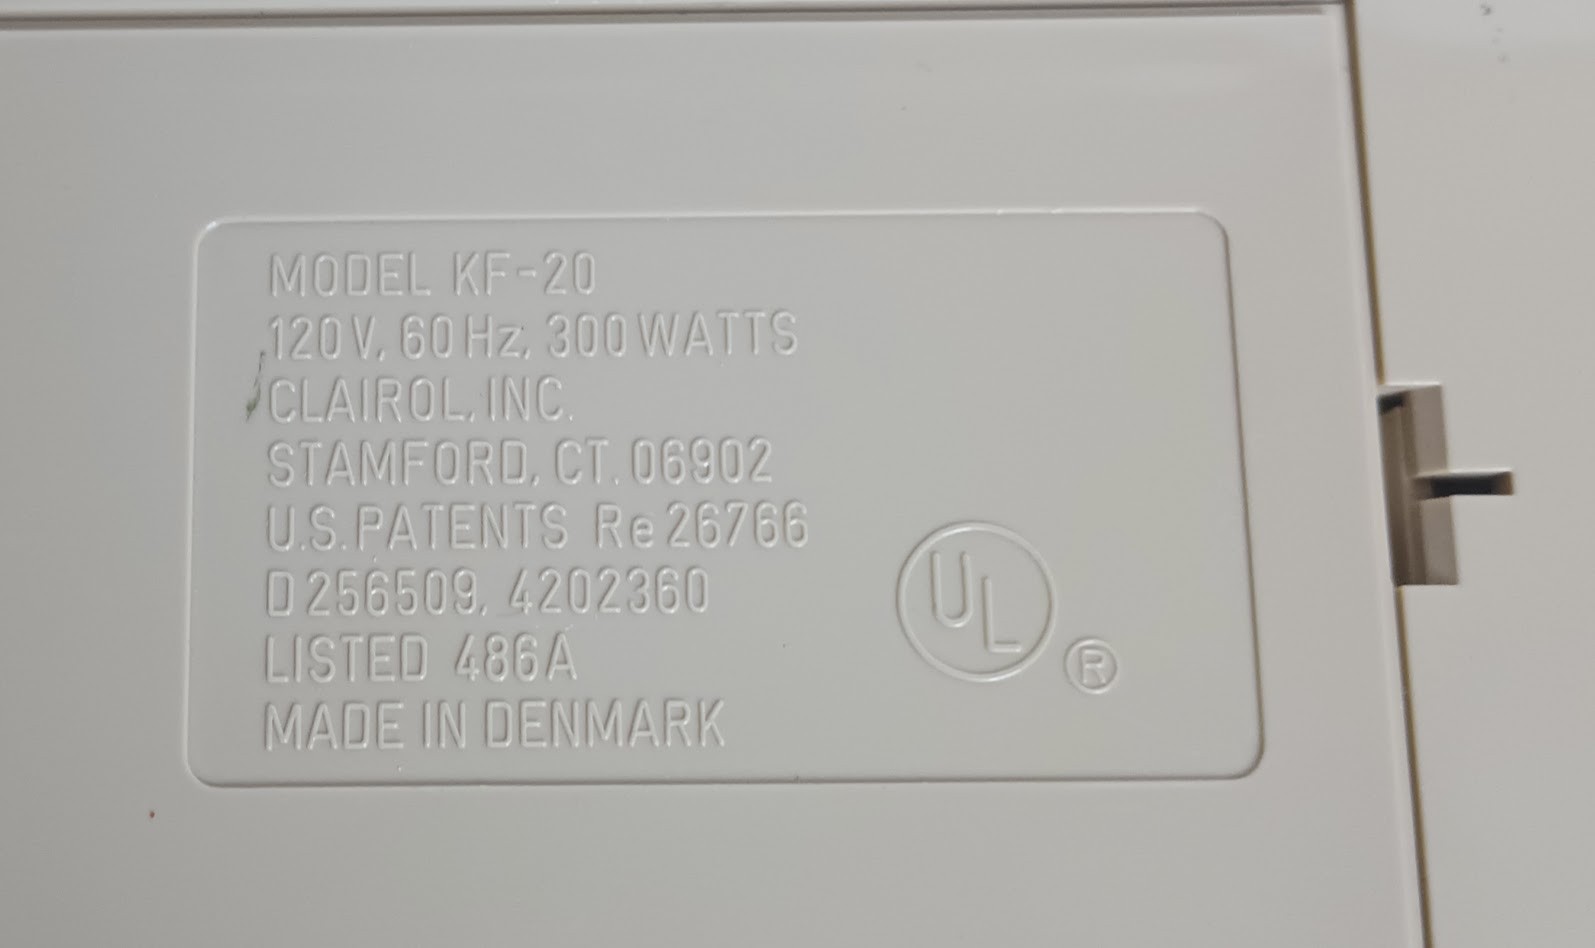 MODEL KF-20
120 V, 60 Hz, 300 WATTS
CLAIROL, INC.
STAMFORD, CT. 06902
U.S. PATENTS Re 26766
D 256509, 4202360
LISTED 486A
MADE IN DENMARK
UL
®